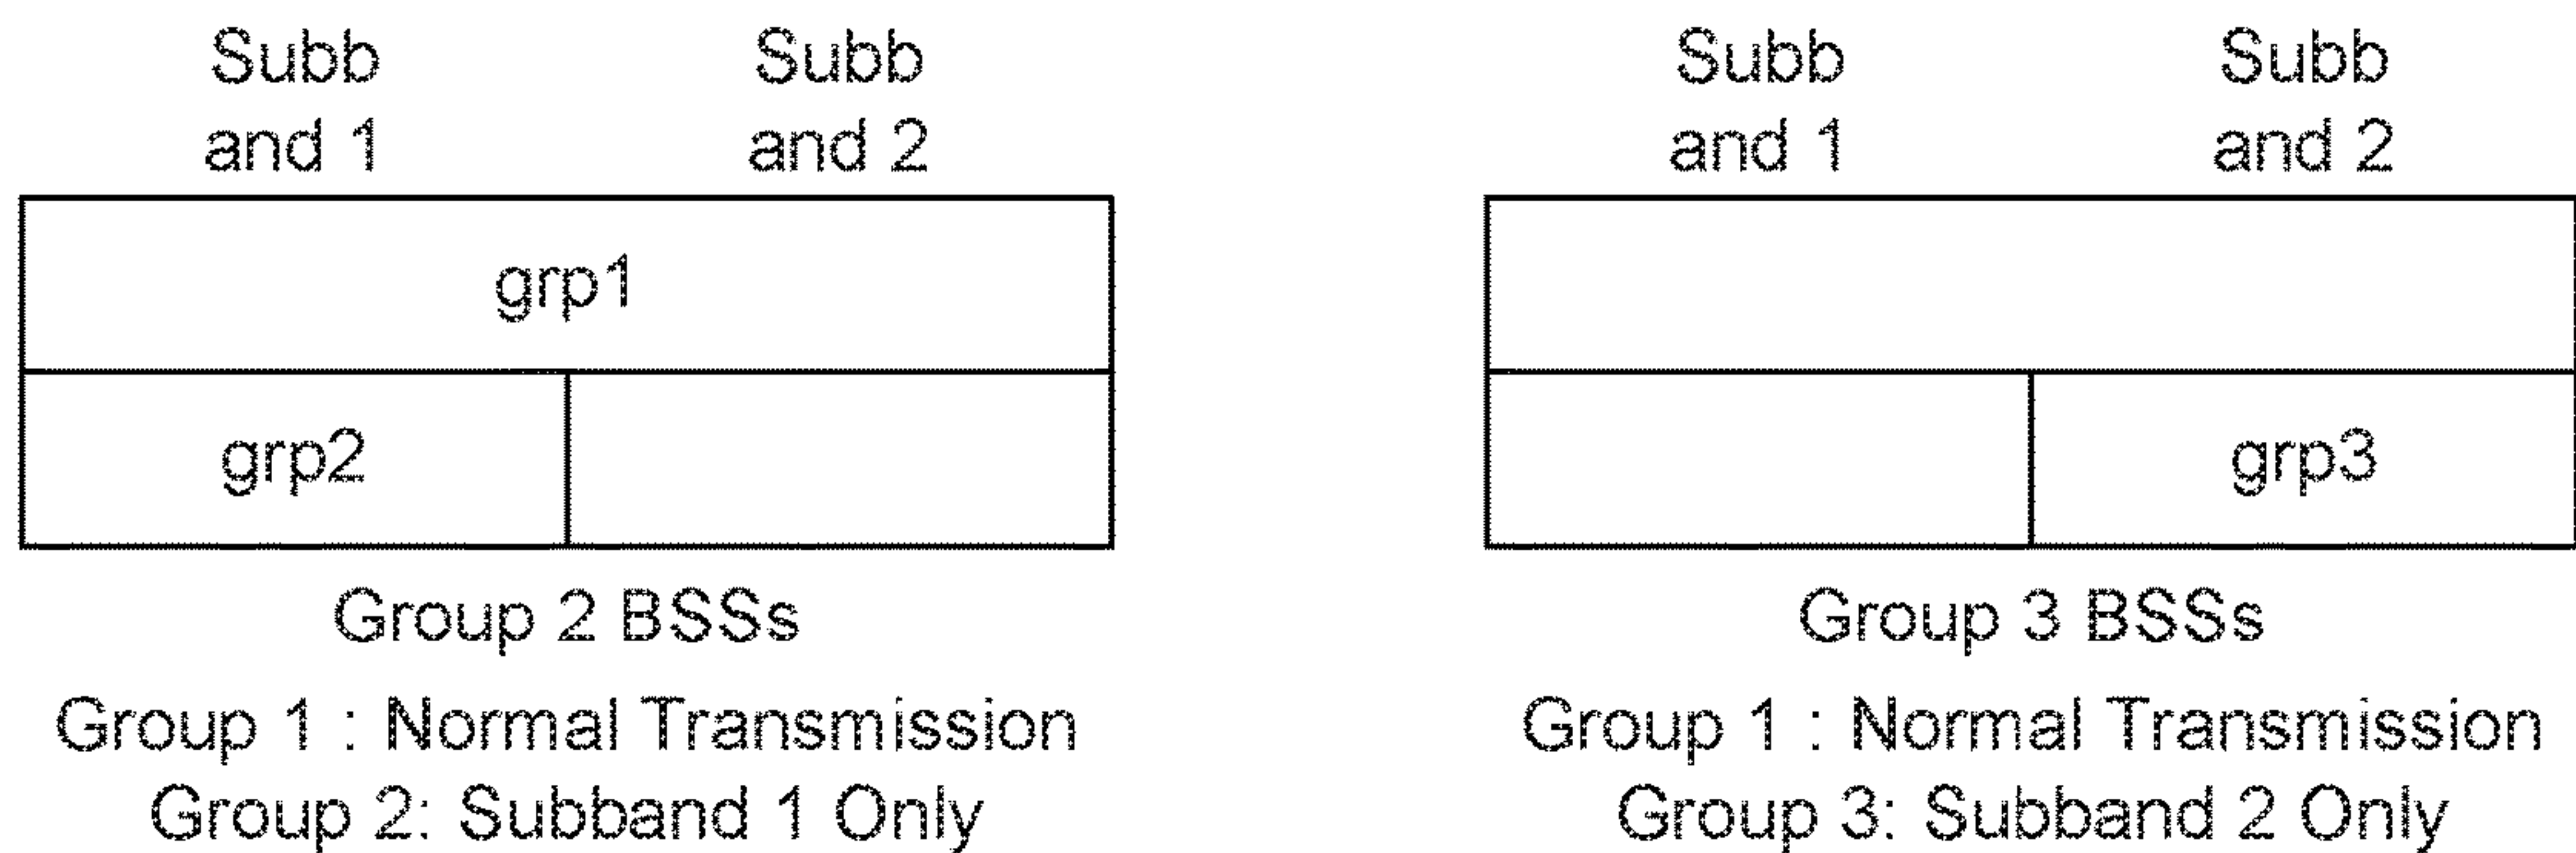 Subb
and 1
Subb
and 2
grp1
grp2
Group 2 BSSs
Group 1 : Normal Transmission
Group 2: Subband 1 Only
Subb
and 1
Subb
and 2
grp3
Group 3 BSSs
Group 1 : Normal Transmission
Group 3: Subband 2 Only